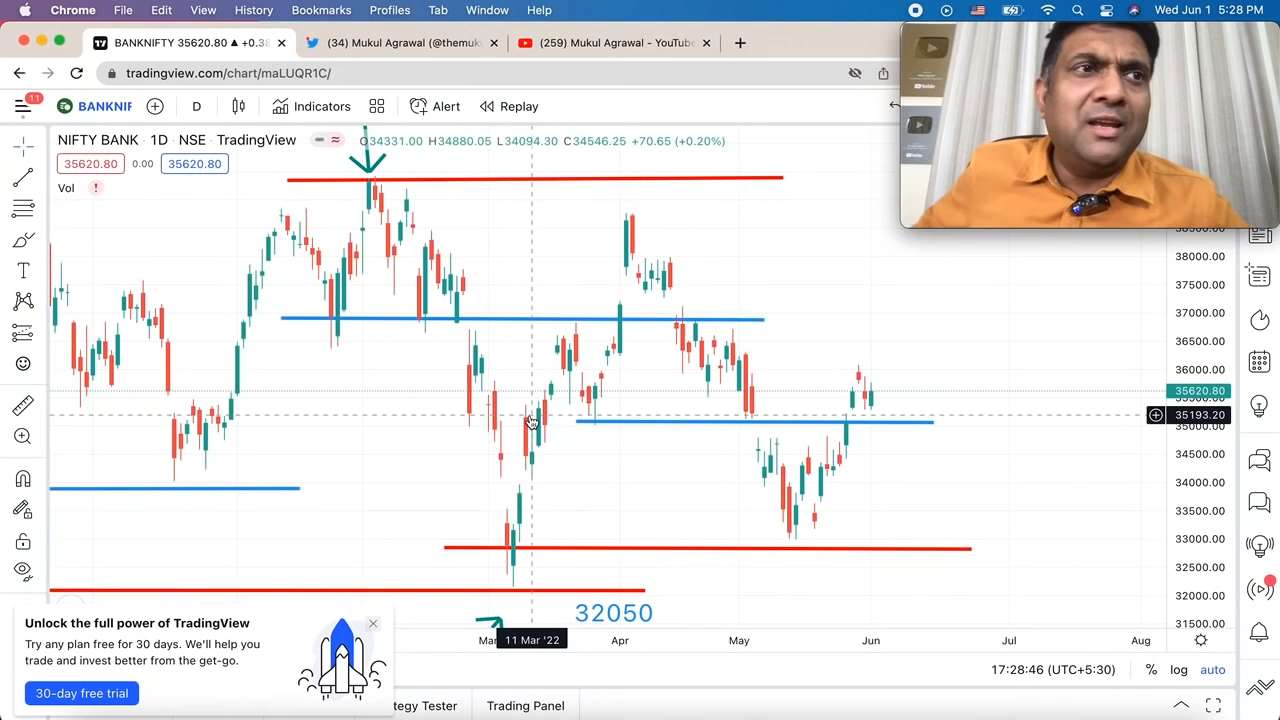 Chrome File Edit View History Bookmarks Profiles Tab Window Help Wed Jun 1 5:28 PM
BANKNIFTY 35620.80 ▲ +0.38 (34) Mukul Agrawal (@themuk (259) Mukul Agrawal - YouTube
tradingview.com/chart/maLUQR1C/
11 BANKNIF D Indicators Alert Replay
NIFTY BANK · 1D · NSE · TradingView O34331.00 H34880.05 L34094.30 C34546.25 +70.65 (+0.20%)
35620.80 0.00 35620.80
Vol !
38500.00
38000.00
37500.00
37000.00
36500.00
36000.00
35620.80
35193.20
35000.00
34500.00
34000.00
33500.00
33000.00
32500.00
32000.00
31500.00
32050
Mar 11 Mar '22 Apr May Jun Jul Aug
Unlock the full power of TradingView
Try any plan free for 30 days. We'll help you
trade and invest better from the get-go.
30-day free trial
17:28:46 (UTC+5:30) % log auto
tegy Tester Trading Panel